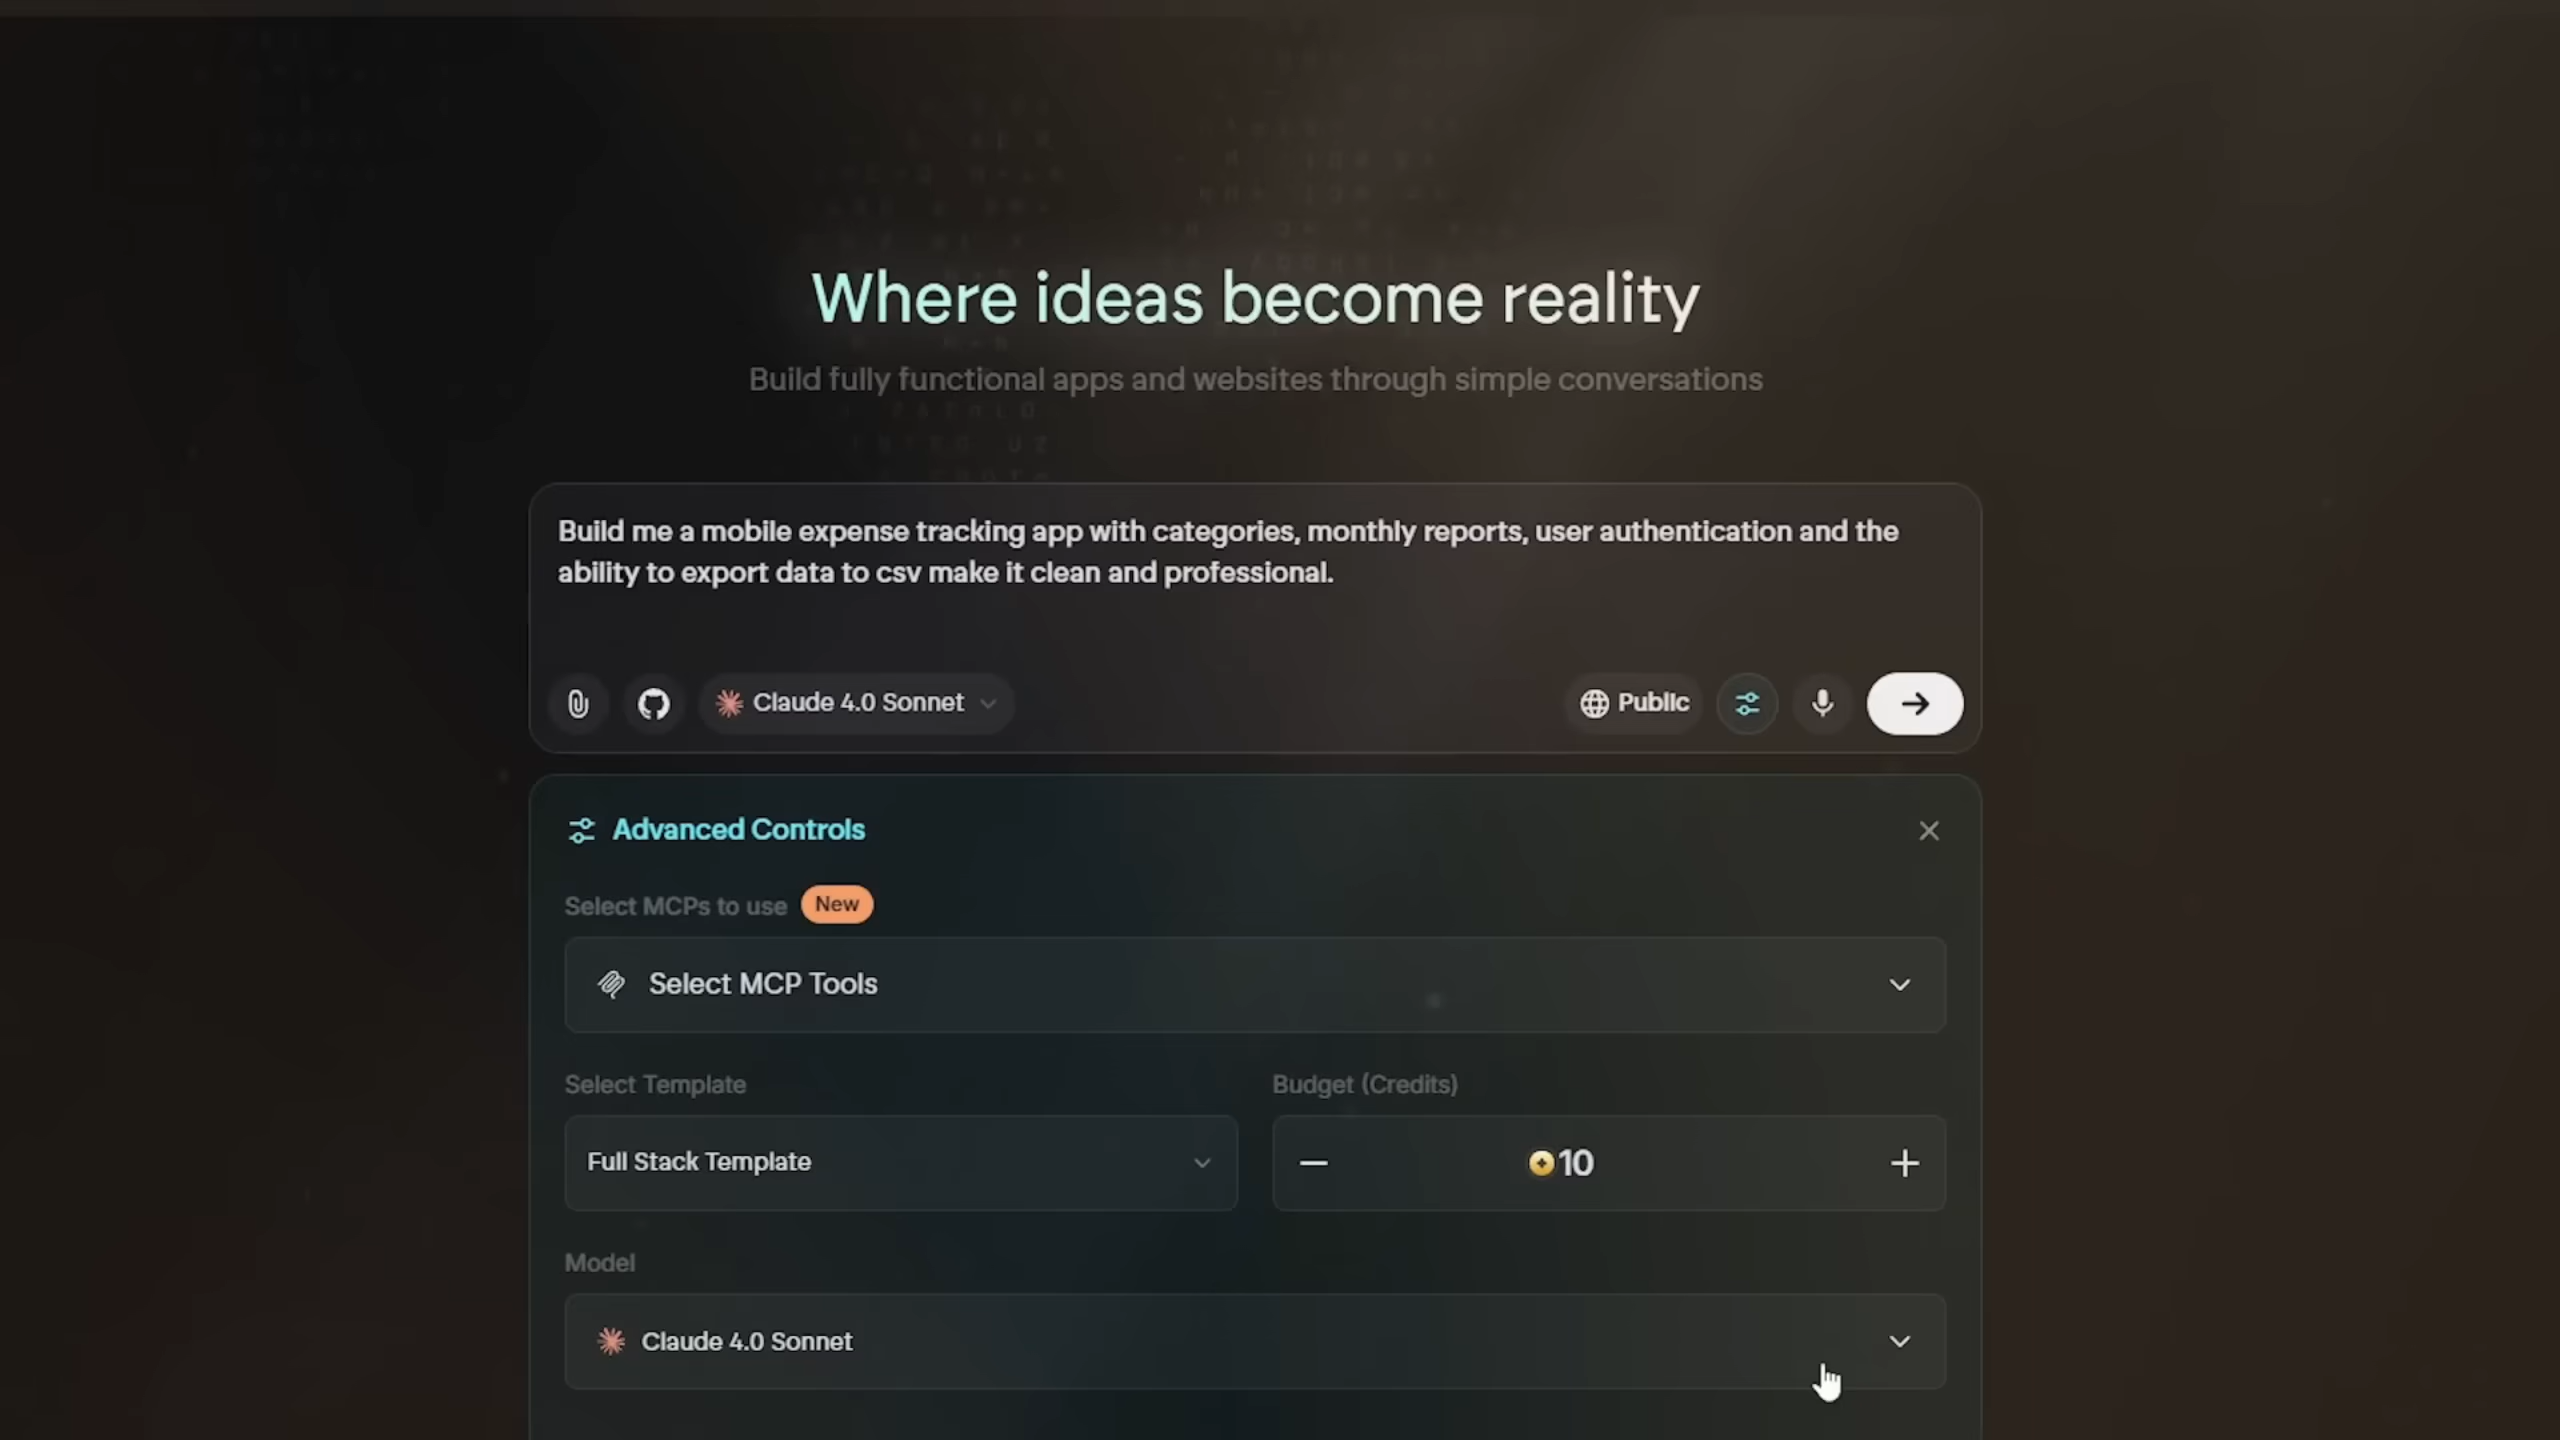 Where ideas become reality
Build fully functional apps and websites through simple conversations
Build me a mobile expense tracking app with categories, monthly reports, user authentication and the
ability to export data to csv make it clean and professional.
Claude 4.0 Sonnet
Public
Advanced Controls
Select MCPs to use New
Select MCP Tools
Select Template
Budget (Credits)
Full Stack Template
10
Model
Claude 4.0 Sonnet